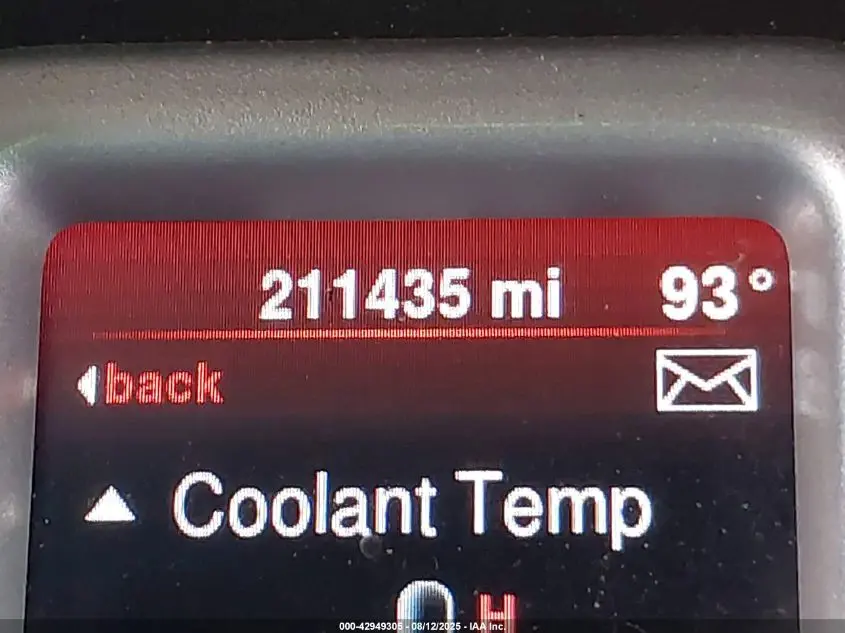 211435 mi 93°
back
Coolant Temp
H
000-42949305 - 08/12/2025 - IAA Inc.